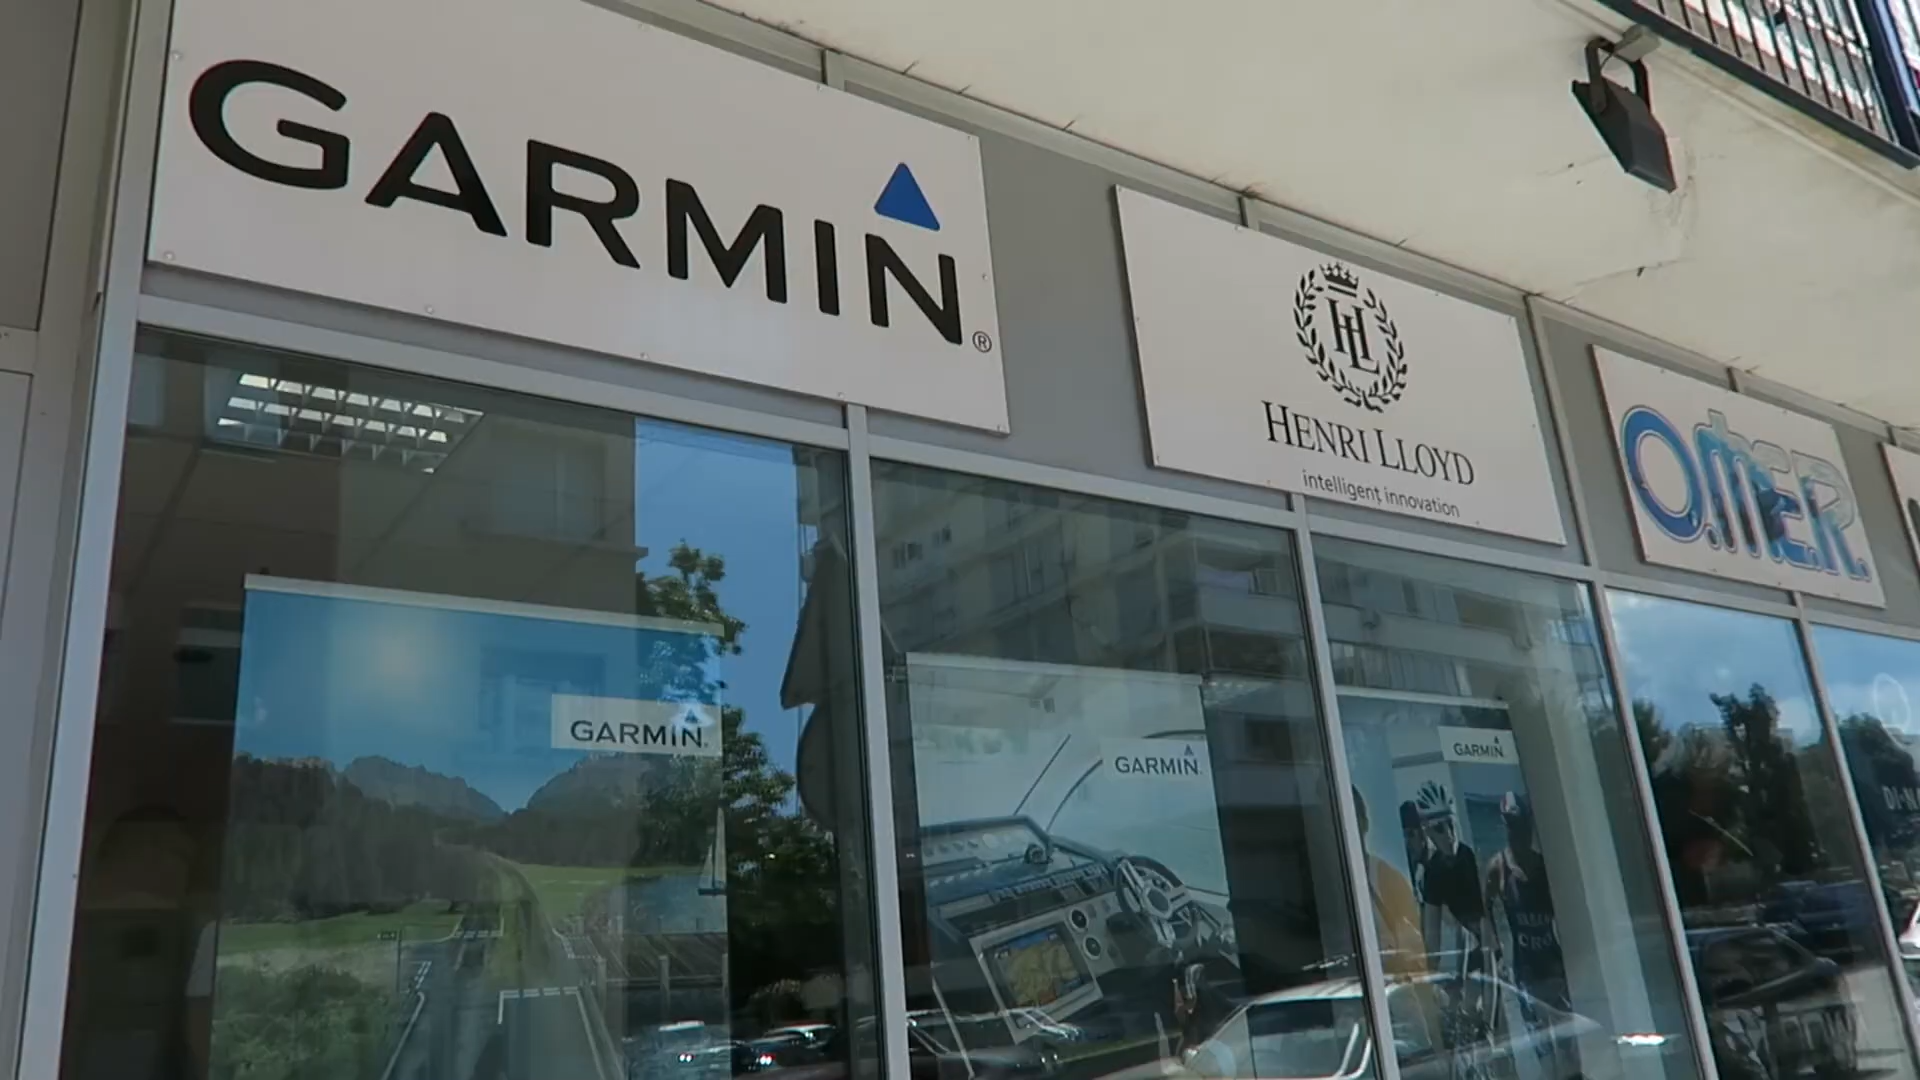 GARMIN®
HL
HENRI LLOYD
intelligent innovation
O.ME.R.
GARMIN
GARMIN
GARMIN